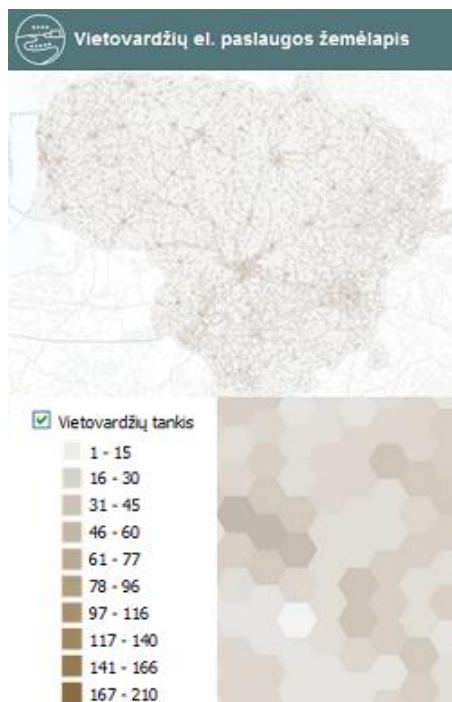 Vietovardžių el. paslaugos žemėlapis
Vietovardžių tankis
1 - 15
16 - 30
31 - 45
46 - 60
61 - 77
78 - 96
97 - 116
117 - 140
141 - 166
167 - 210